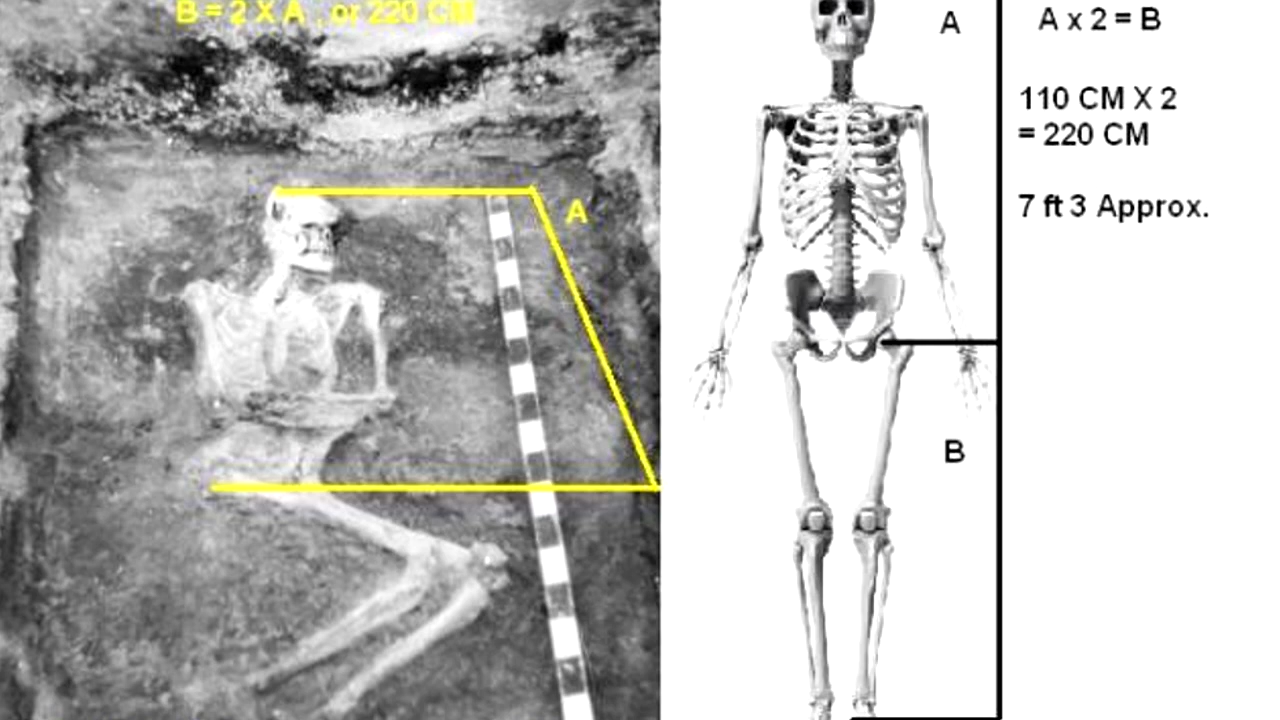 B = 2 X A , or 220 CM
A
A
B
A x 2 = B
110 CM X 2
= 220 CM
7 ft 3 Approx.